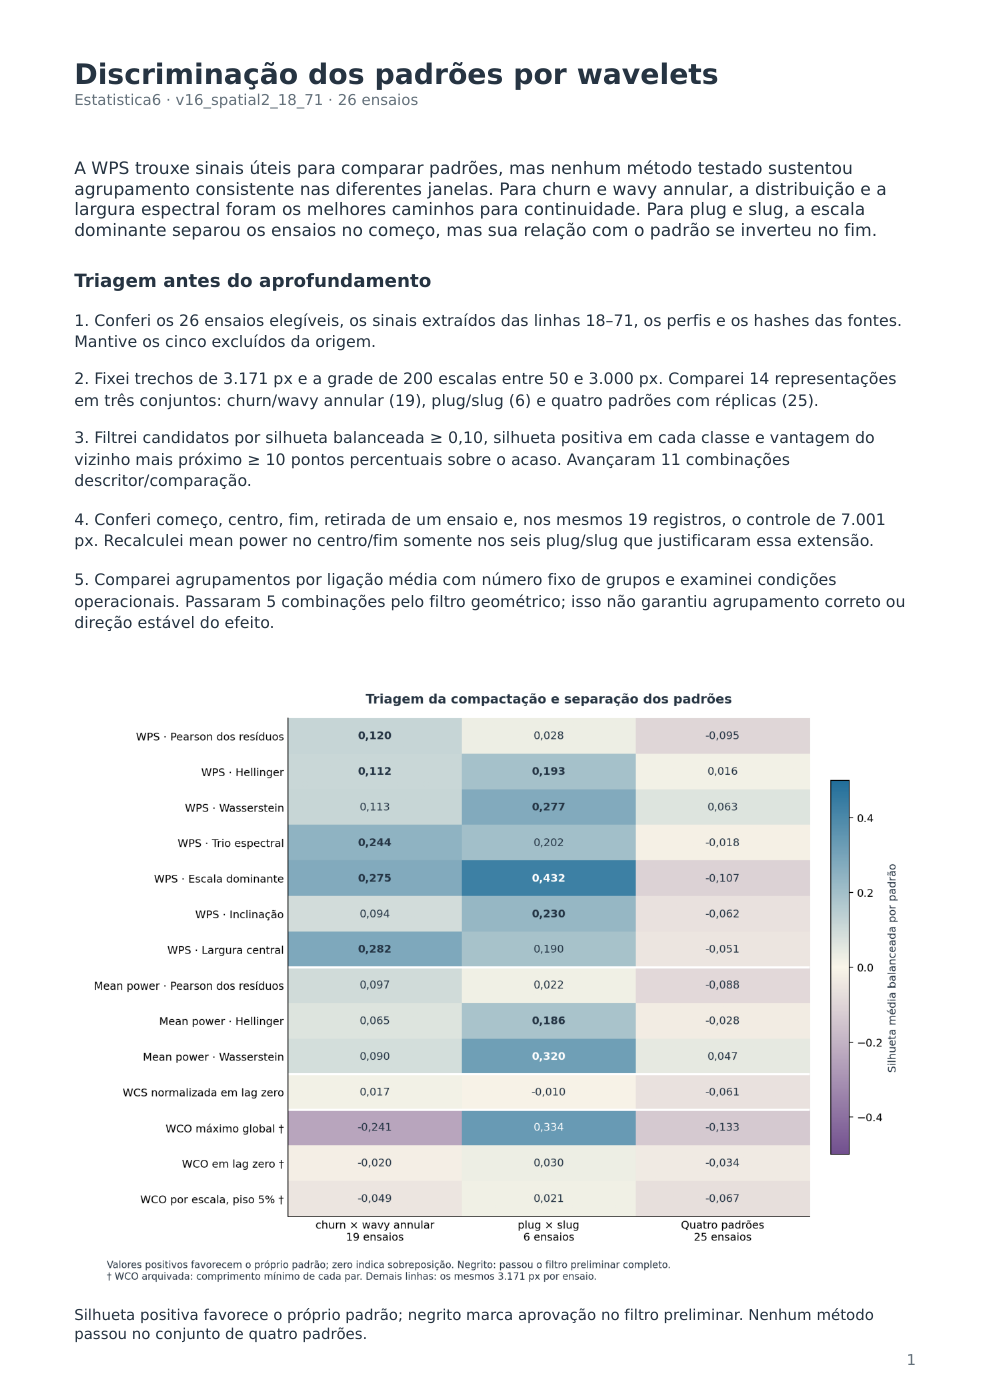 Discriminação dos padrões por wavelets
Estatistica6 · v16_spatial2_18_71 · 26 ensaios
A WPS trouxe sinais úteis para comparar padrões, mas nenhum método testado sustentou
agrupamento consistente nas diferentes janelas. Para churn e wavy annular, a distribuição e a
largura espectral foram os melhores caminhos para continuidade. Para plug e slug, a escala
dominante separou os ensaios no começo, mas sua relação com o padrão se inverteu no fim.
Triagem antes do aprofundamento
1. Conferi os 26 ensaios elegíveis, os sinais extraídos das linhas 18–71, os perfis e os hashes das fontes.
Mantive os cinco excluídos da origem.
2. Fixei trechos de 3.171 px e a grade de 200 escalas entre 50 e 3.000 px. Comparei 14 representações
em três conjuntos: churn/wavy annular (19), plug/slug (6) e quatro padrões com réplicas (25).
3. Filtrei candidatos por silhueta balanceada ≥ 0,10, silhueta positiva em cada classe e vantagem do
vizinho mais próximo ≥ 10 pontos percentuais sobre o acaso. Avançaram 11 combinações
descritor/comparação.
4. Conferi começo, centro, fim, retirada de um ensaio e, nos mesmos 19 registros, o controle de 7.001
px. Recalculei mean power no centro/fim somente nos seis plug/slug que justificaram essa extensão.
5. Comparei agrupamentos por ligação média com número fixo de grupos e examinei condições
operacionais. Passaram 5 combinações pelo filtro geométrico; isso não garantiu agrupamento correto ou
direção estável do efeito.
Triagem da compactação e separação dos padrões
WPS · Pearson dos resíduos 0,120 0,028 -0,095
WPS · Hellinger 0,112 0,193 0,016
WPS · Wasserstein 0,113 0,277 0,063
WPS · Trio espectral 0,244 0,202 -0,018
WPS · Escala dominante 0,275 0,432 -0,107
WPS · Inclinação 0,094 0,230 -0,062
WPS · Largura central 0,282 0,190 -0,051
Mean power · Pearson dos resíduos 0,097 0,022 -0,088
Mean power · Hellinger 0,065 0,186 -0,028
Mean power · Wasserstein 0,090 0,320 0,047
WCS normalizada em lag zero 0,017 -0,010 -0,061
WCO máximo global † -0,241 0,334 -0,133
WCO em lag zero † -0,020 0,030 -0,034
WCO por escala, piso 5% † -0,049 0,021 -0,067
churn × wavy annular plug × slug Quatro padrões
19 ensaios 6 ensaios 25 ensaios
0.4
0.2
0.0
−0.2
−0.4
Silhueta média balanceada por padrão
Valores positivos favorecem o próprio padrão; zero indica sobreposição. Negrito: passou o filtro preliminar completo.
† WCO arquivada: comprimento mínimo de cada par. Demais linhas: os mesmos 3.171 px por ensaio.
Silhueta positiva favorece o próprio padrão; negrito marca aprovação no filtro preliminar. Nenhum método
passou no conjunto de quatro padrões.
1